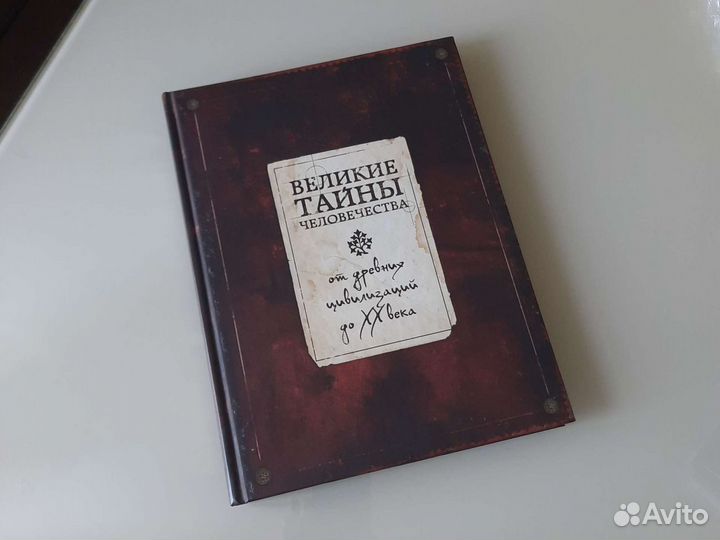 ВЕЛИКИЕ
ТАЙНЫ
ЧЕЛОВЕЧЕСТВА
от древних
цивилизаций
до XX века
Avito